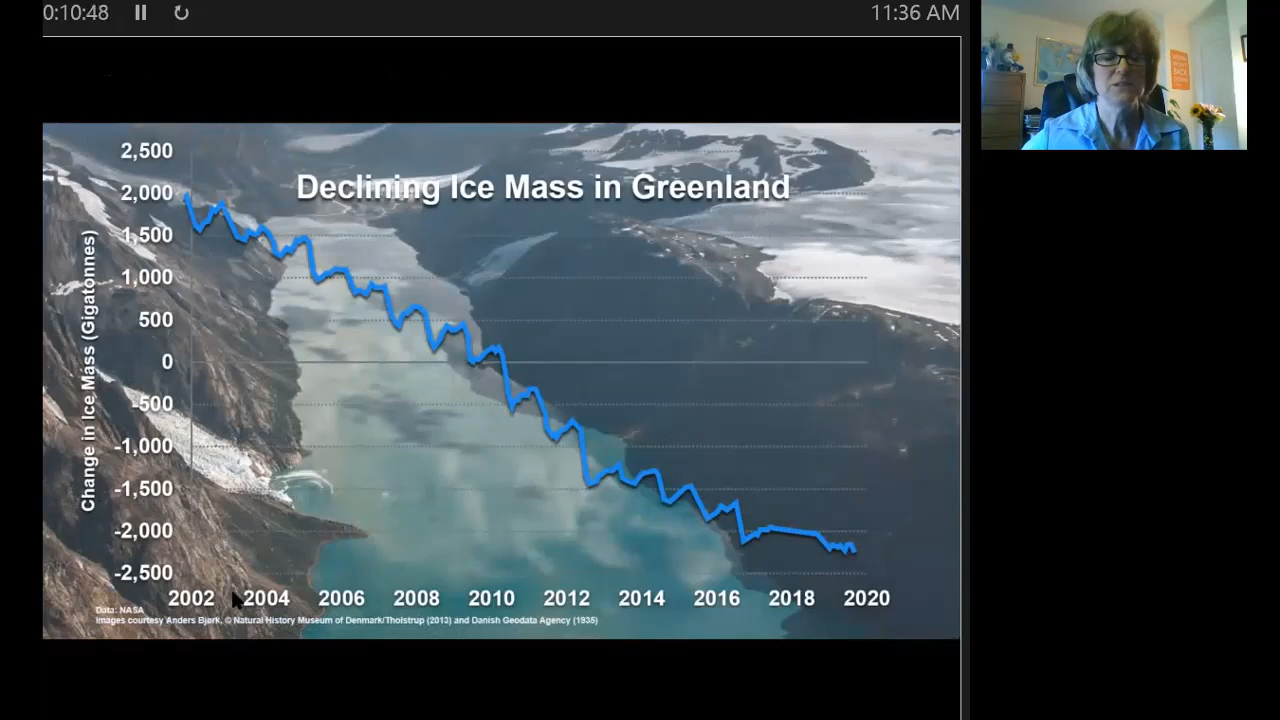 0:10:48
11:36 AM
Declining Ice Mass in Greenland
Change in Ice Mass (Gigatonnes)
2,500
2,000
1,500
1,000
500
0
-500
-1,000
-1,500
-2,000
-2,500
2002 2004 2006 2008 2010 2012 2014 2016 2018 2020
Data: NASA
Images courtesy Anders Bjørk, © Natural History Museum of Denmark/Tholstrup (2013) and Danish Geodata Agency (1935)